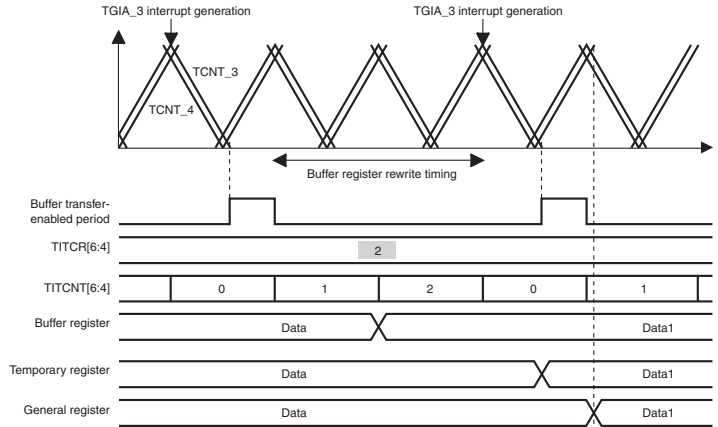 TGIA_3 interrupt generation TGIA_3 interrupt generation
TCNT_3
TCNT_4
Buffer register rewrite timing
Buffer transfer-
enabled period
TITCR[6:4] 2
TITCNT[6:4] 0 1 2 0 1
Buffer register Data Data1
Temporary register Data Data1
General register Data Data1